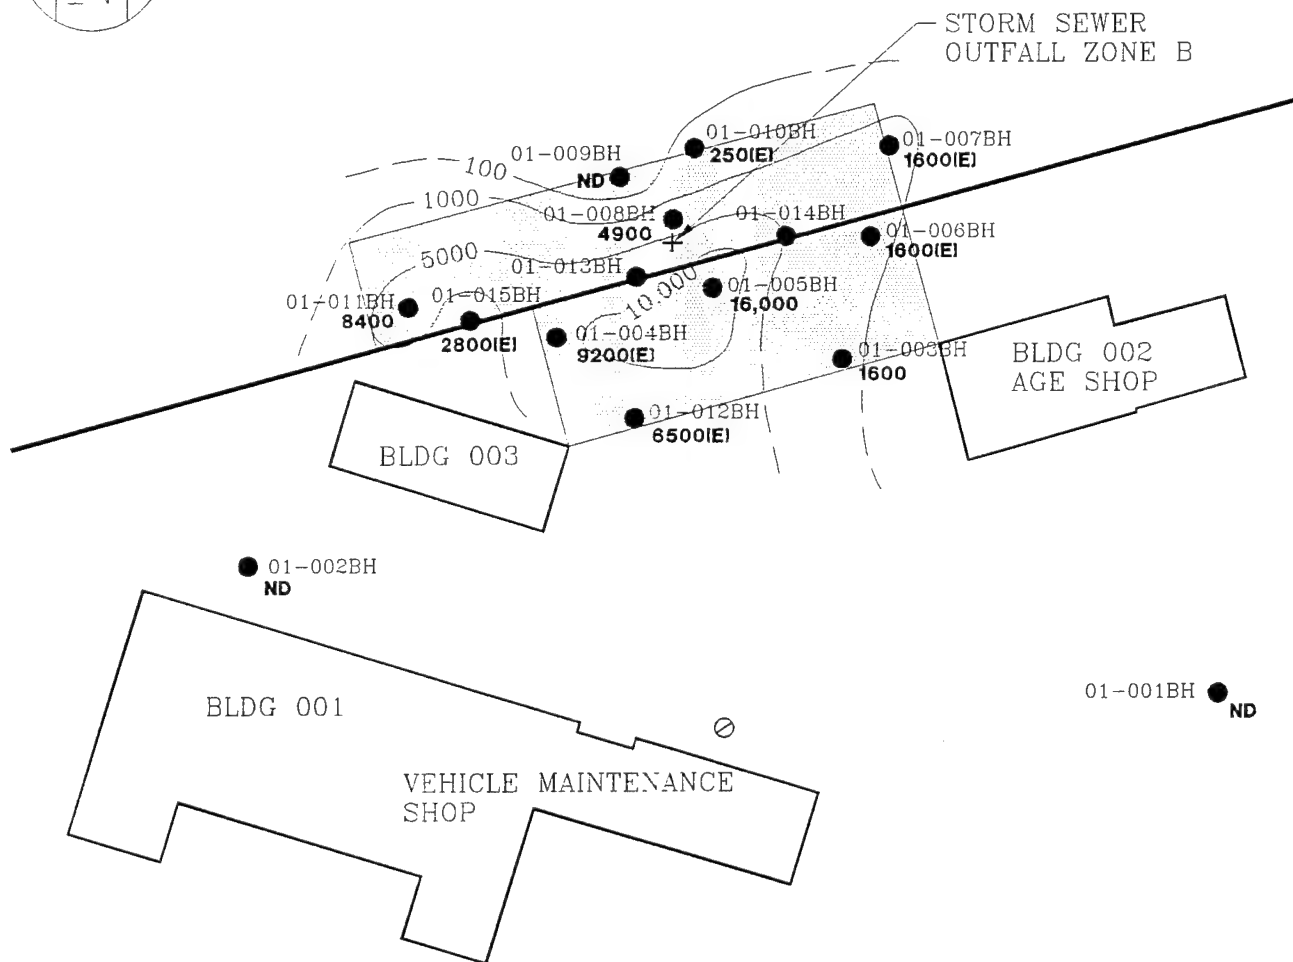 STORM SEWER
OUTFALL ZONE B
01-010BH
250(E)
01-007BH
1600(E)
01-009BH
ND
100
1000
01-008BH
4900
01-014BH
01-006BH
1600(E)
5000
01-013BH
10,000
01-005BH
16,000
01-011BH
8400
01-015BH
2800(E)
01-004BH
9200(E)
01-003BH
1600
BLDG 002
AGE SHOP
01-012BH
6500(E)
BLDG 003
01-002BH
ND
01-001BH
ND
BLDG 001
VEHICLE MAINTENANCE
SHOP